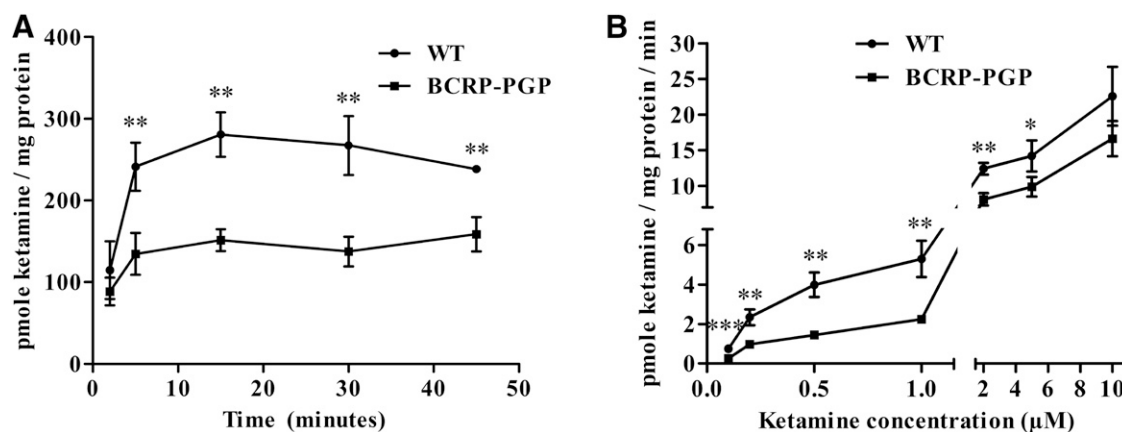 A
pmole ketamine / mg protein
400
300
200
100
0
WT
BCRP-PGP
**
**
**
**
0 10 20 30 40 50
Time (minutes)
B
pmole ketamine / mg protein / min
30
25
20
15
10
6
4
2
0
WT
BCRP-PGP
***
**
**
**
**
*
0.0 0.5 1.0 2 4 6 8 10
Ketamine concentration (µM)